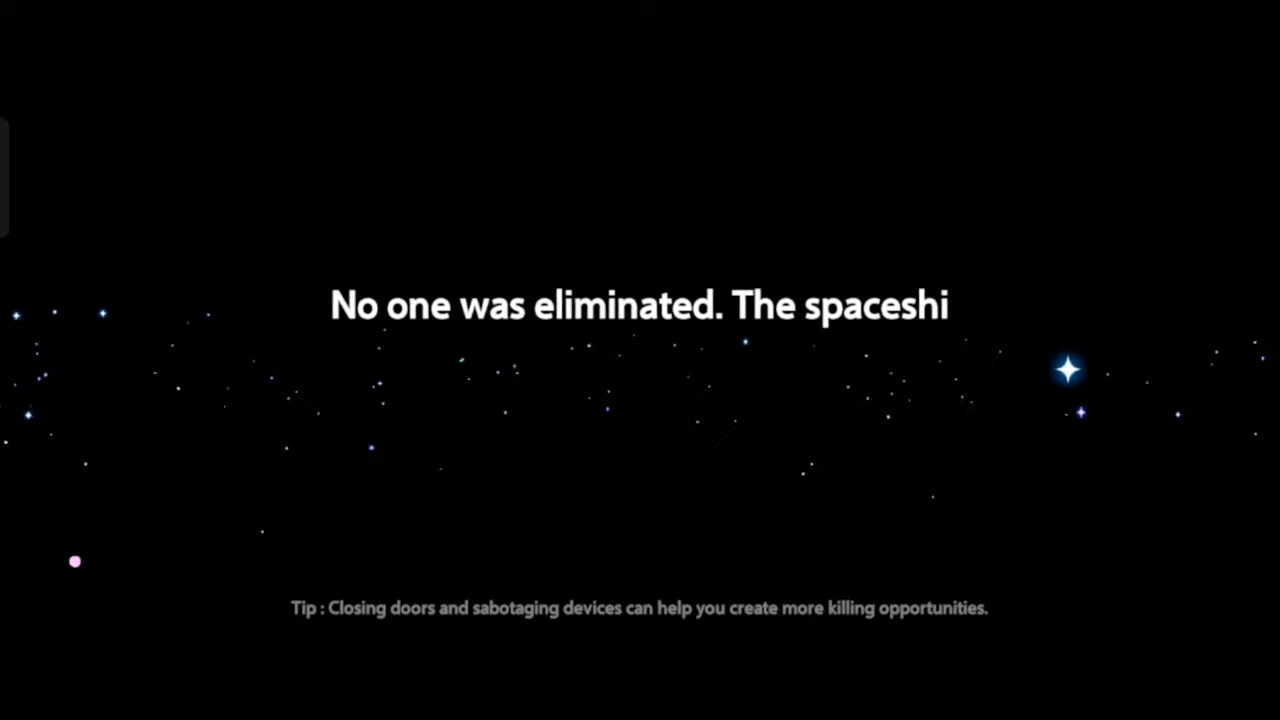 No one was eliminated. The spaceshi
Tip : Closing doors and sabotaging devices can help you create more killing opportunities.